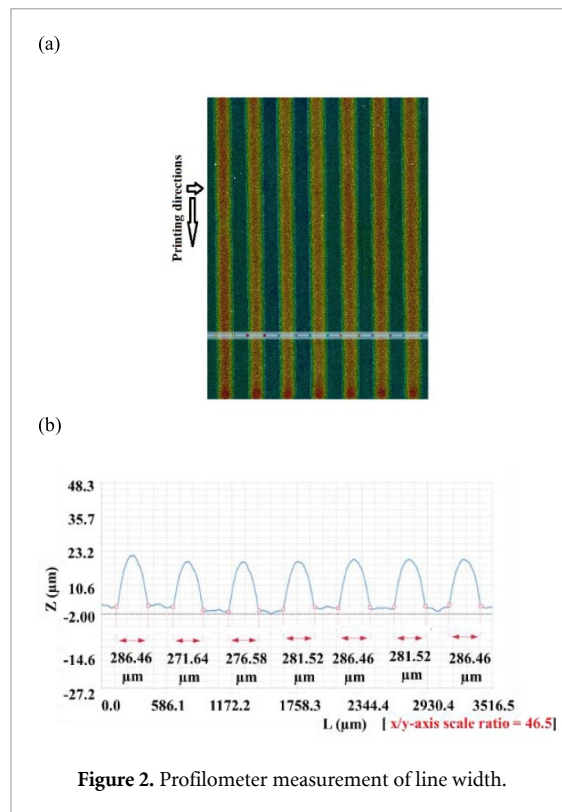 (a)
Printing directions
(b)
48.3
35.7
23.2
10.6
-2.00
-14.6
-27.2
Z (µm)
286.46 271.64 276.58 281.52 286.46 281.52 286.46
µm µm µm µm µm µm µm
0.0 586.1 1172.2 1758.3 2344.4 2930.4 3516.5
L (µm) [ x/y-axis scale ratio = 46.5]
Figure 2. Profilometer measurement of line width.